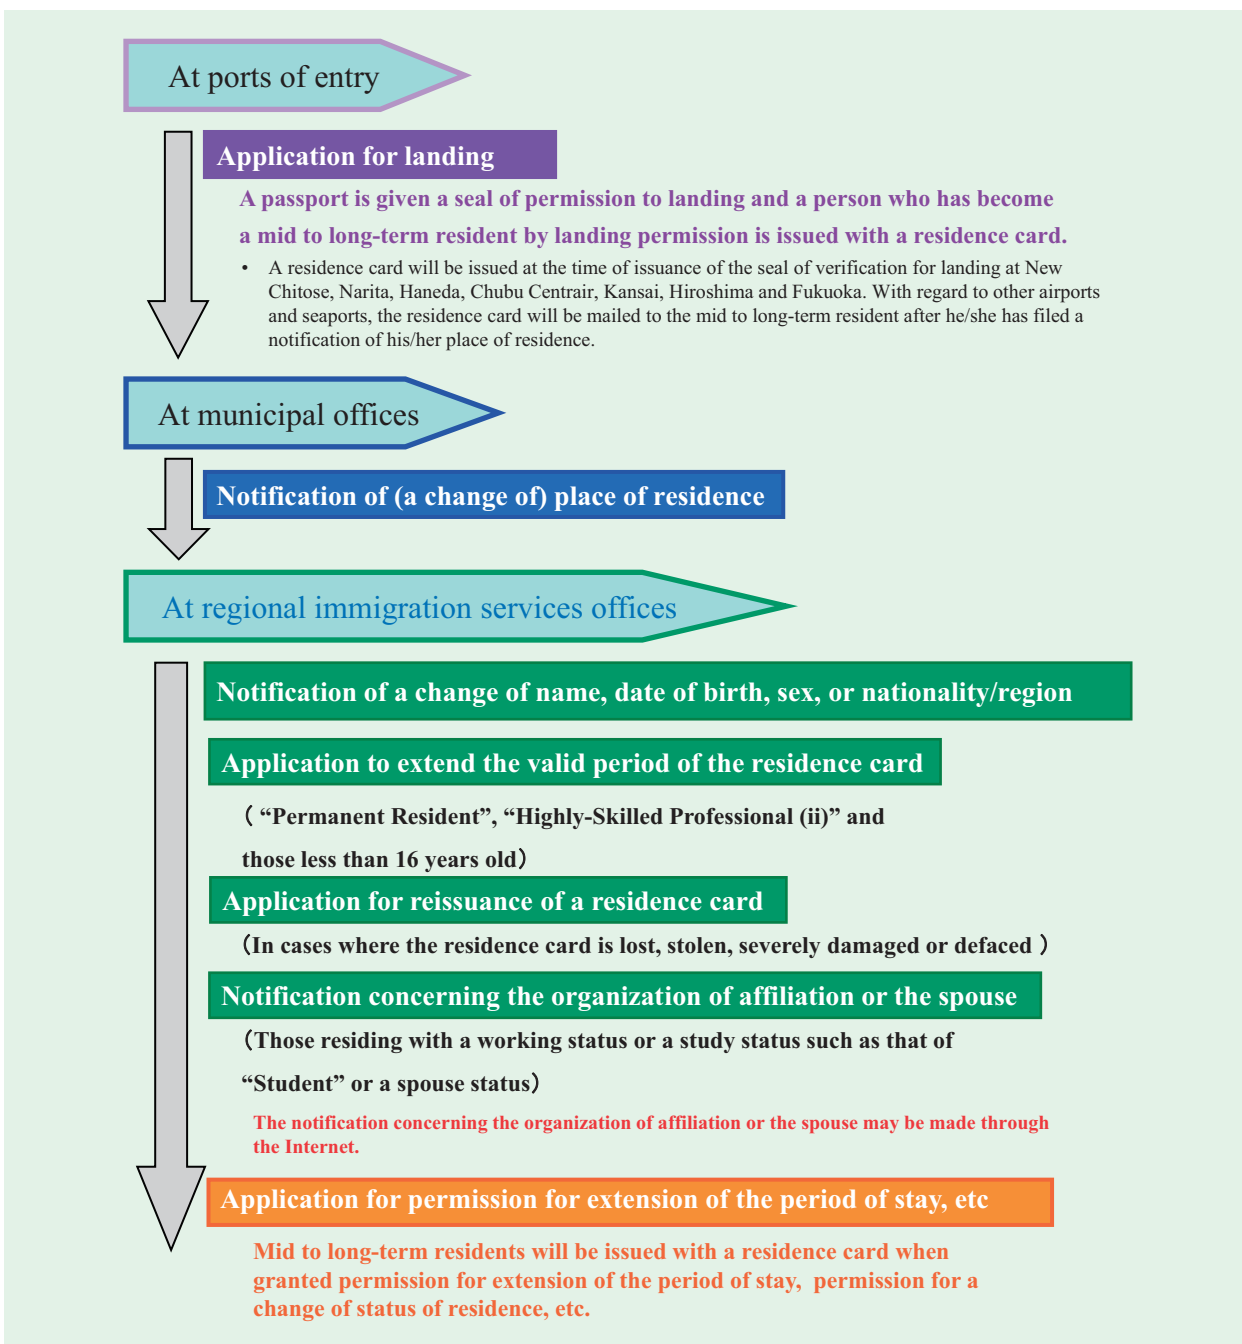 At ports of entry
Application for landing
A passport is given a seal of permission to landing and a person who has become
a mid to long-term resident by landing permission is issued with a residence card.
• A residence card will be issued at the time of issuance of the seal of verification for landing at New
Chitose, Narita, Haneda, Chubu Centrair, Kansai, Hiroshima and Fukuoka. With regard to other airports
and seaports, the residence card will be mailed to the mid to long-term resident after he/she has filed a
notification of his/her place of residence.
At municipal offices
Notification of (a change of) place of residence
At regional immigration services offices
Notification of a change of name, date of birth, sex, or nationality/region
Application to extend the valid period of the residence card
（ “Permanent Resident”, “Highly-Skilled Professional (ii)” and
those less than 16 years old）
Application for reissuance of a residence card
（In cases where the residence card is lost, stolen, severely damaged or defaced ）
Notification concerning the organization of affiliation or the spouse
（Those residing with a working status or a study status such as that of
“Student” or a spouse status）
The notification concerning the organization of affiliation or the spouse may be made through
the Internet.
Application for permission for extension of the period of stay, etc
Mid to long-term residents will be issued with a residence card when
granted permission for extension of the period of stay, permission for a
change of status of residence, etc.